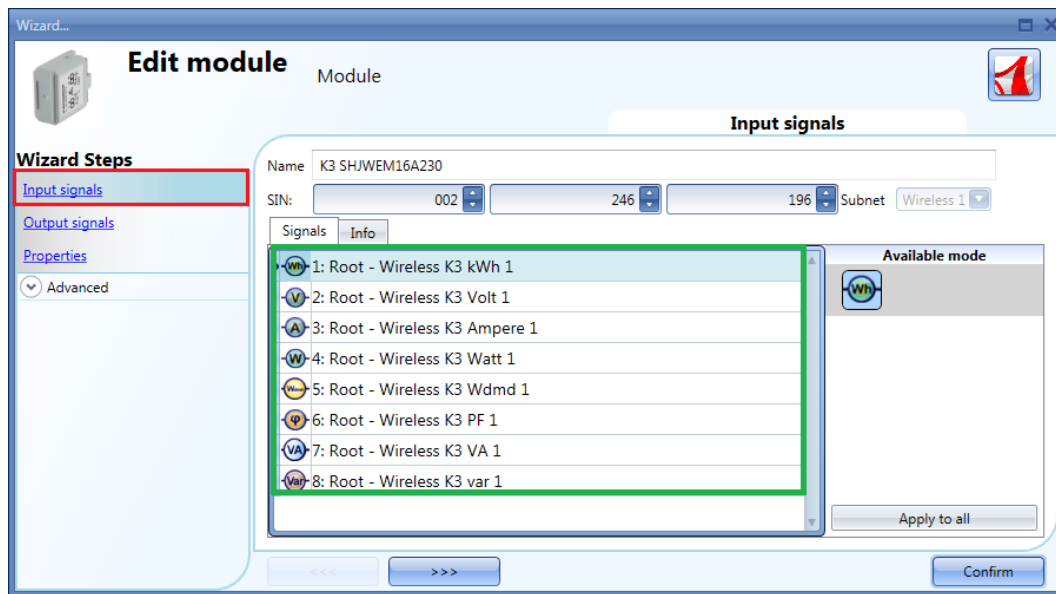 Wizard...
Edit module
Module
Input signals
Wizard Steps
Input signals
Output signals
Properties
Advanced
Name K3 SHJWEM16A230
SIN: 002 246 196 Subnet Wireless 1
Signals Info
Wh 1: Root - Wireless K3 kWh 1
V 2: Root - Wireless K3 Volt 1
A 3: Root - Wireless K3 Ampere 1
W 4: Root - Wireless K3 Watt 1
5: Root - Wireless K3 Wdmd 1
φ 6: Root - Wireless K3 PF 1
VA 7: Root - Wireless K3 VA 1
Var 8: Root - Wireless K3 var 1
Available mode
Wh
Apply to all
<<< >>> Confirm